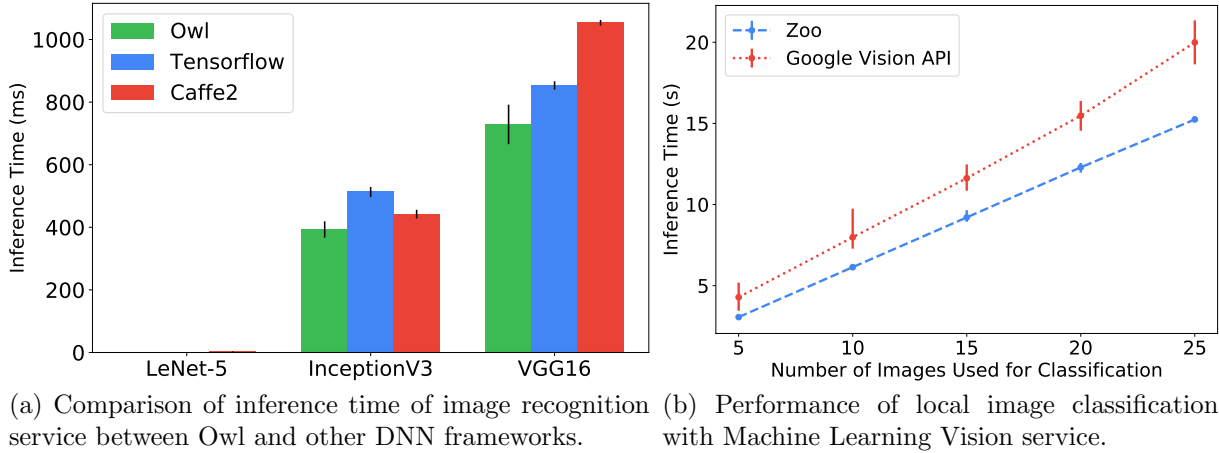 Inference Time (ms)
1000
800
600
400
200
0
Owl
Tensorflow
Caffe2
LeNet-5
InceptionV3
VGG16
(a) Comparison of inference time of image recognition
service between Owl and other DNN frameworks.
Inference Time (s)
20
15
10
5
Zoo
Google Vision API
5
10
15
20
25
Number of Images Used for Classification
(b) Performance of local image classification
with Machine Learning Vision service.